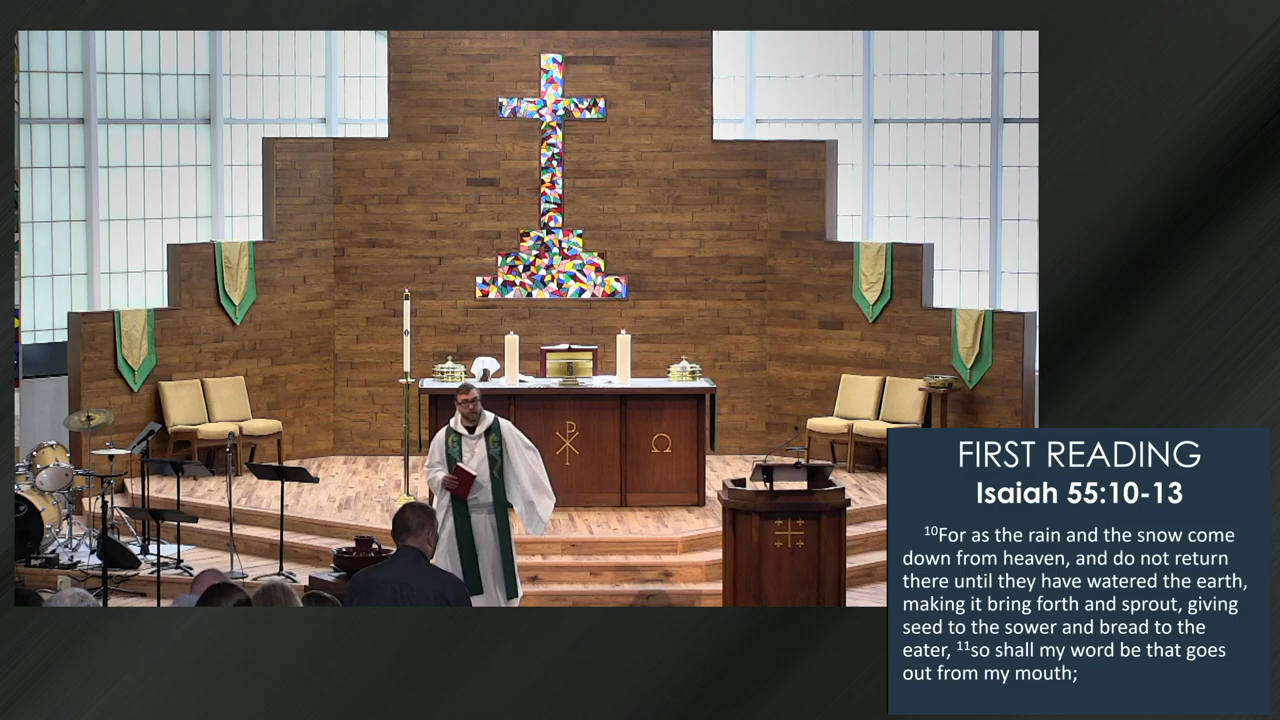 FIRST READING
Isaiah 55:10-13
¹⁰For as the rain and the snow come
down from heaven, and do not return
there until they have watered the earth,
making it bring forth and sprout, giving
seed to the sower and bread to the
eater, ¹¹so shall my word be that goes
out from my mouth;